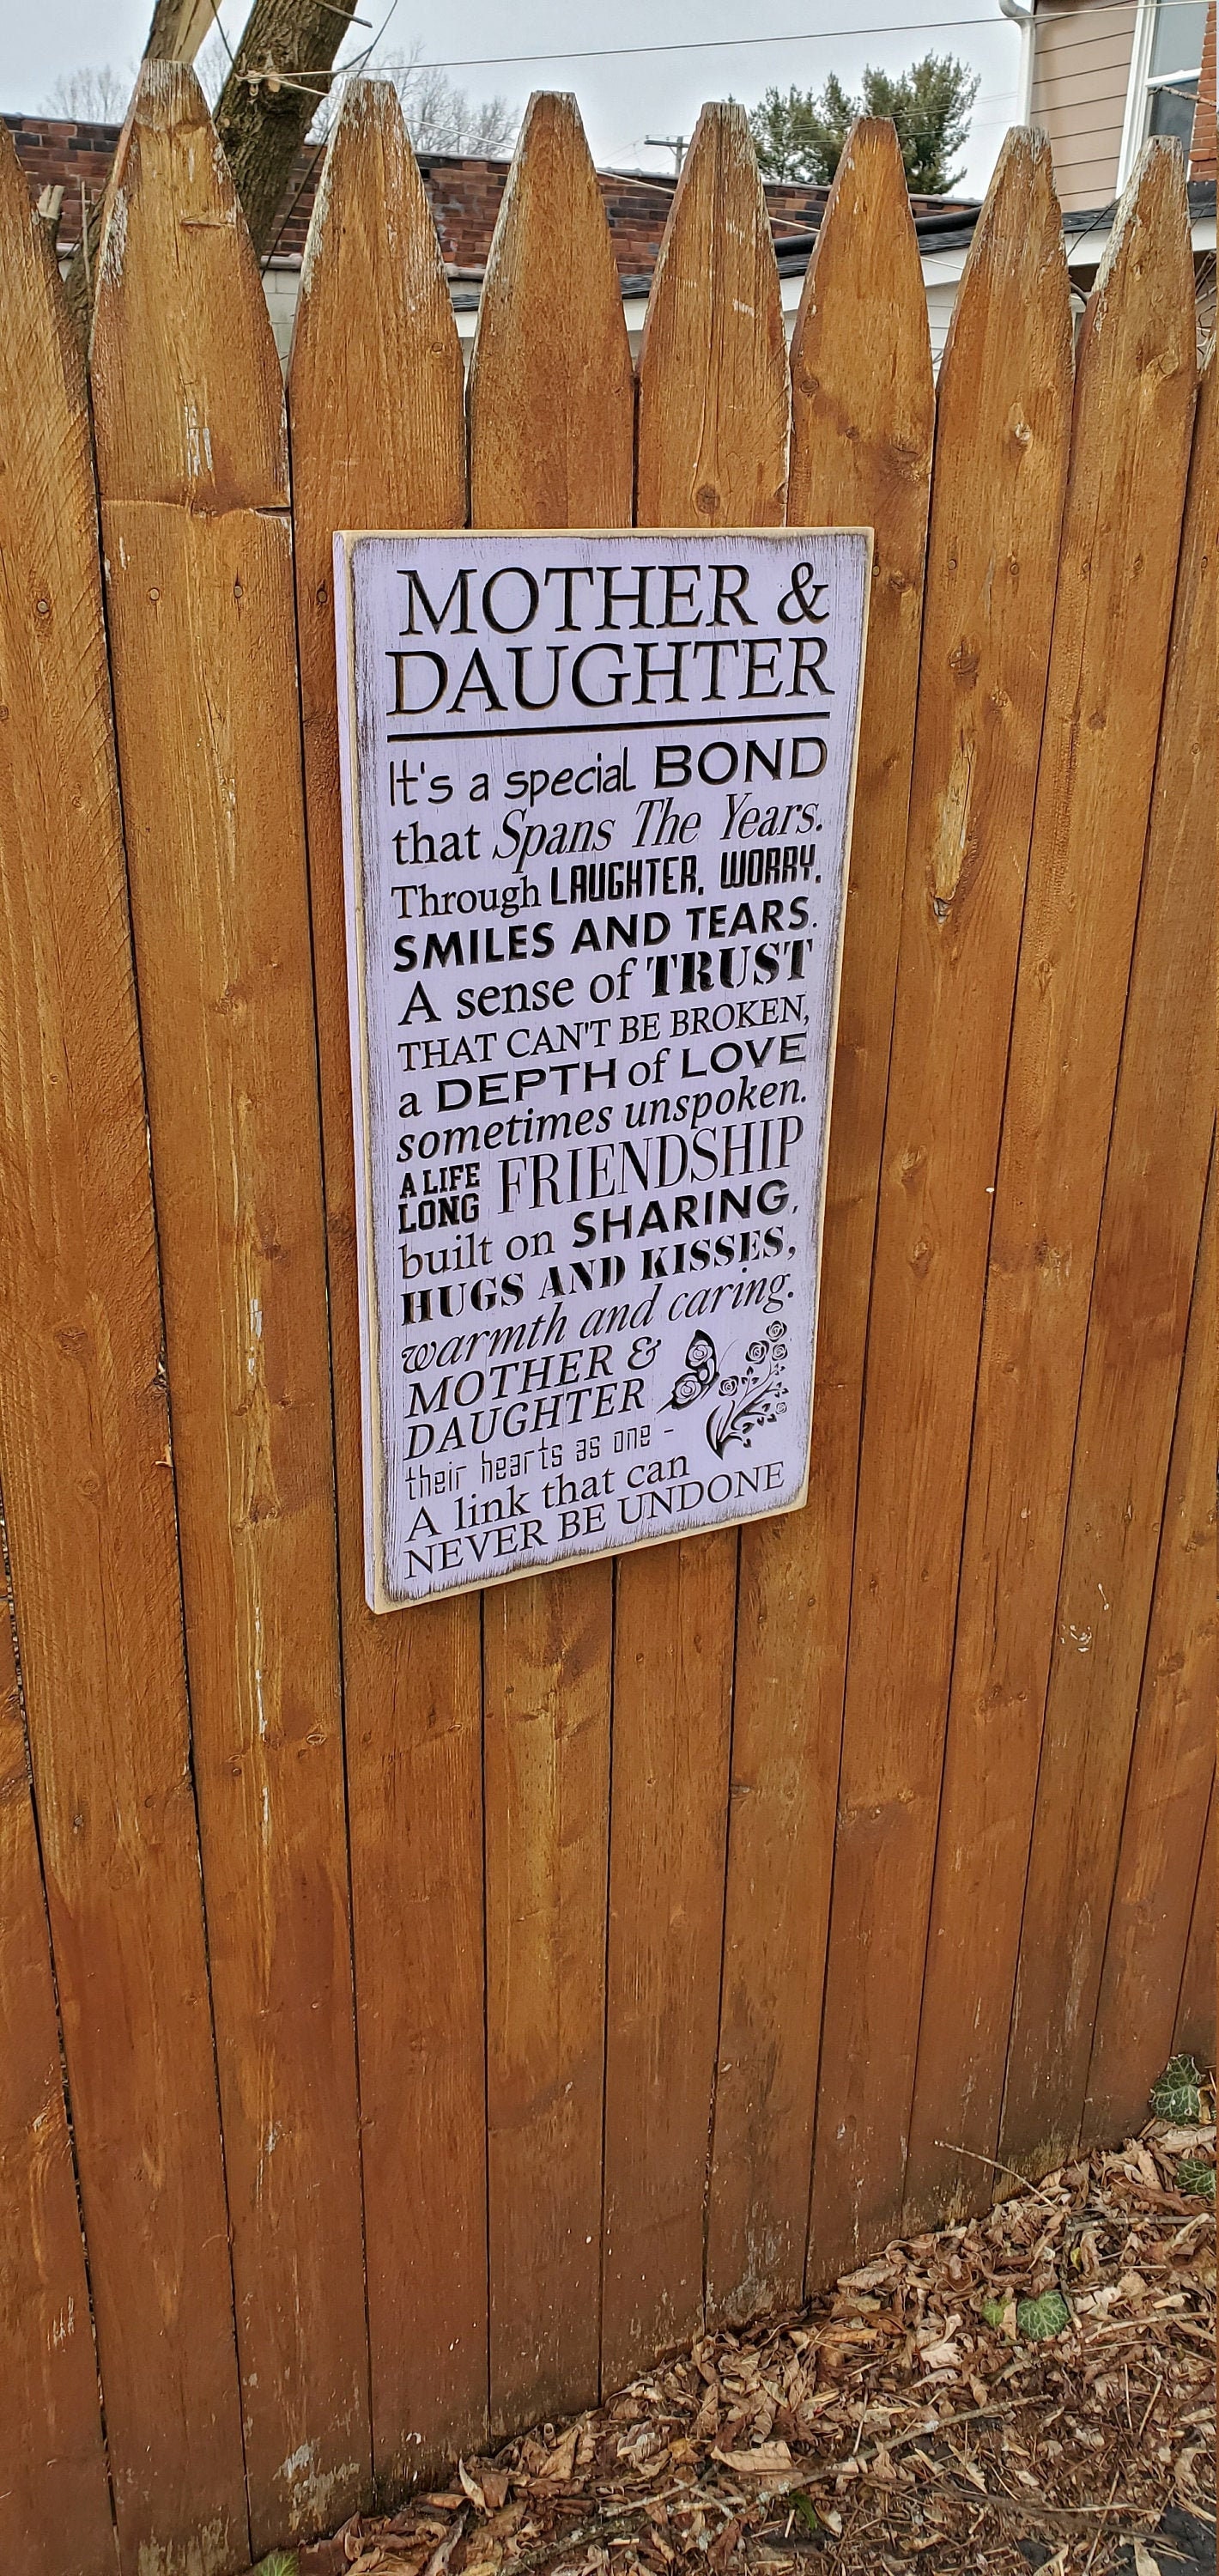 MOTHER &
DAUGHTER
It's a special BOND
that Spans The Years.
Through LAUGHTER, WORRY,
SMILES AND TEARS.
A sense of TRUST
THAT CAN'T BE BROKEN,
a DEPTH of LOVE
sometimes unspoken.
A LIFE
LONG FRIENDSHIP
built on SHARING,
HUGS AND KISSES,
warmth and caring.
MOTHER &
DAUGHTER
their hearts as one -
A link that can
NEVER BE UNDONE